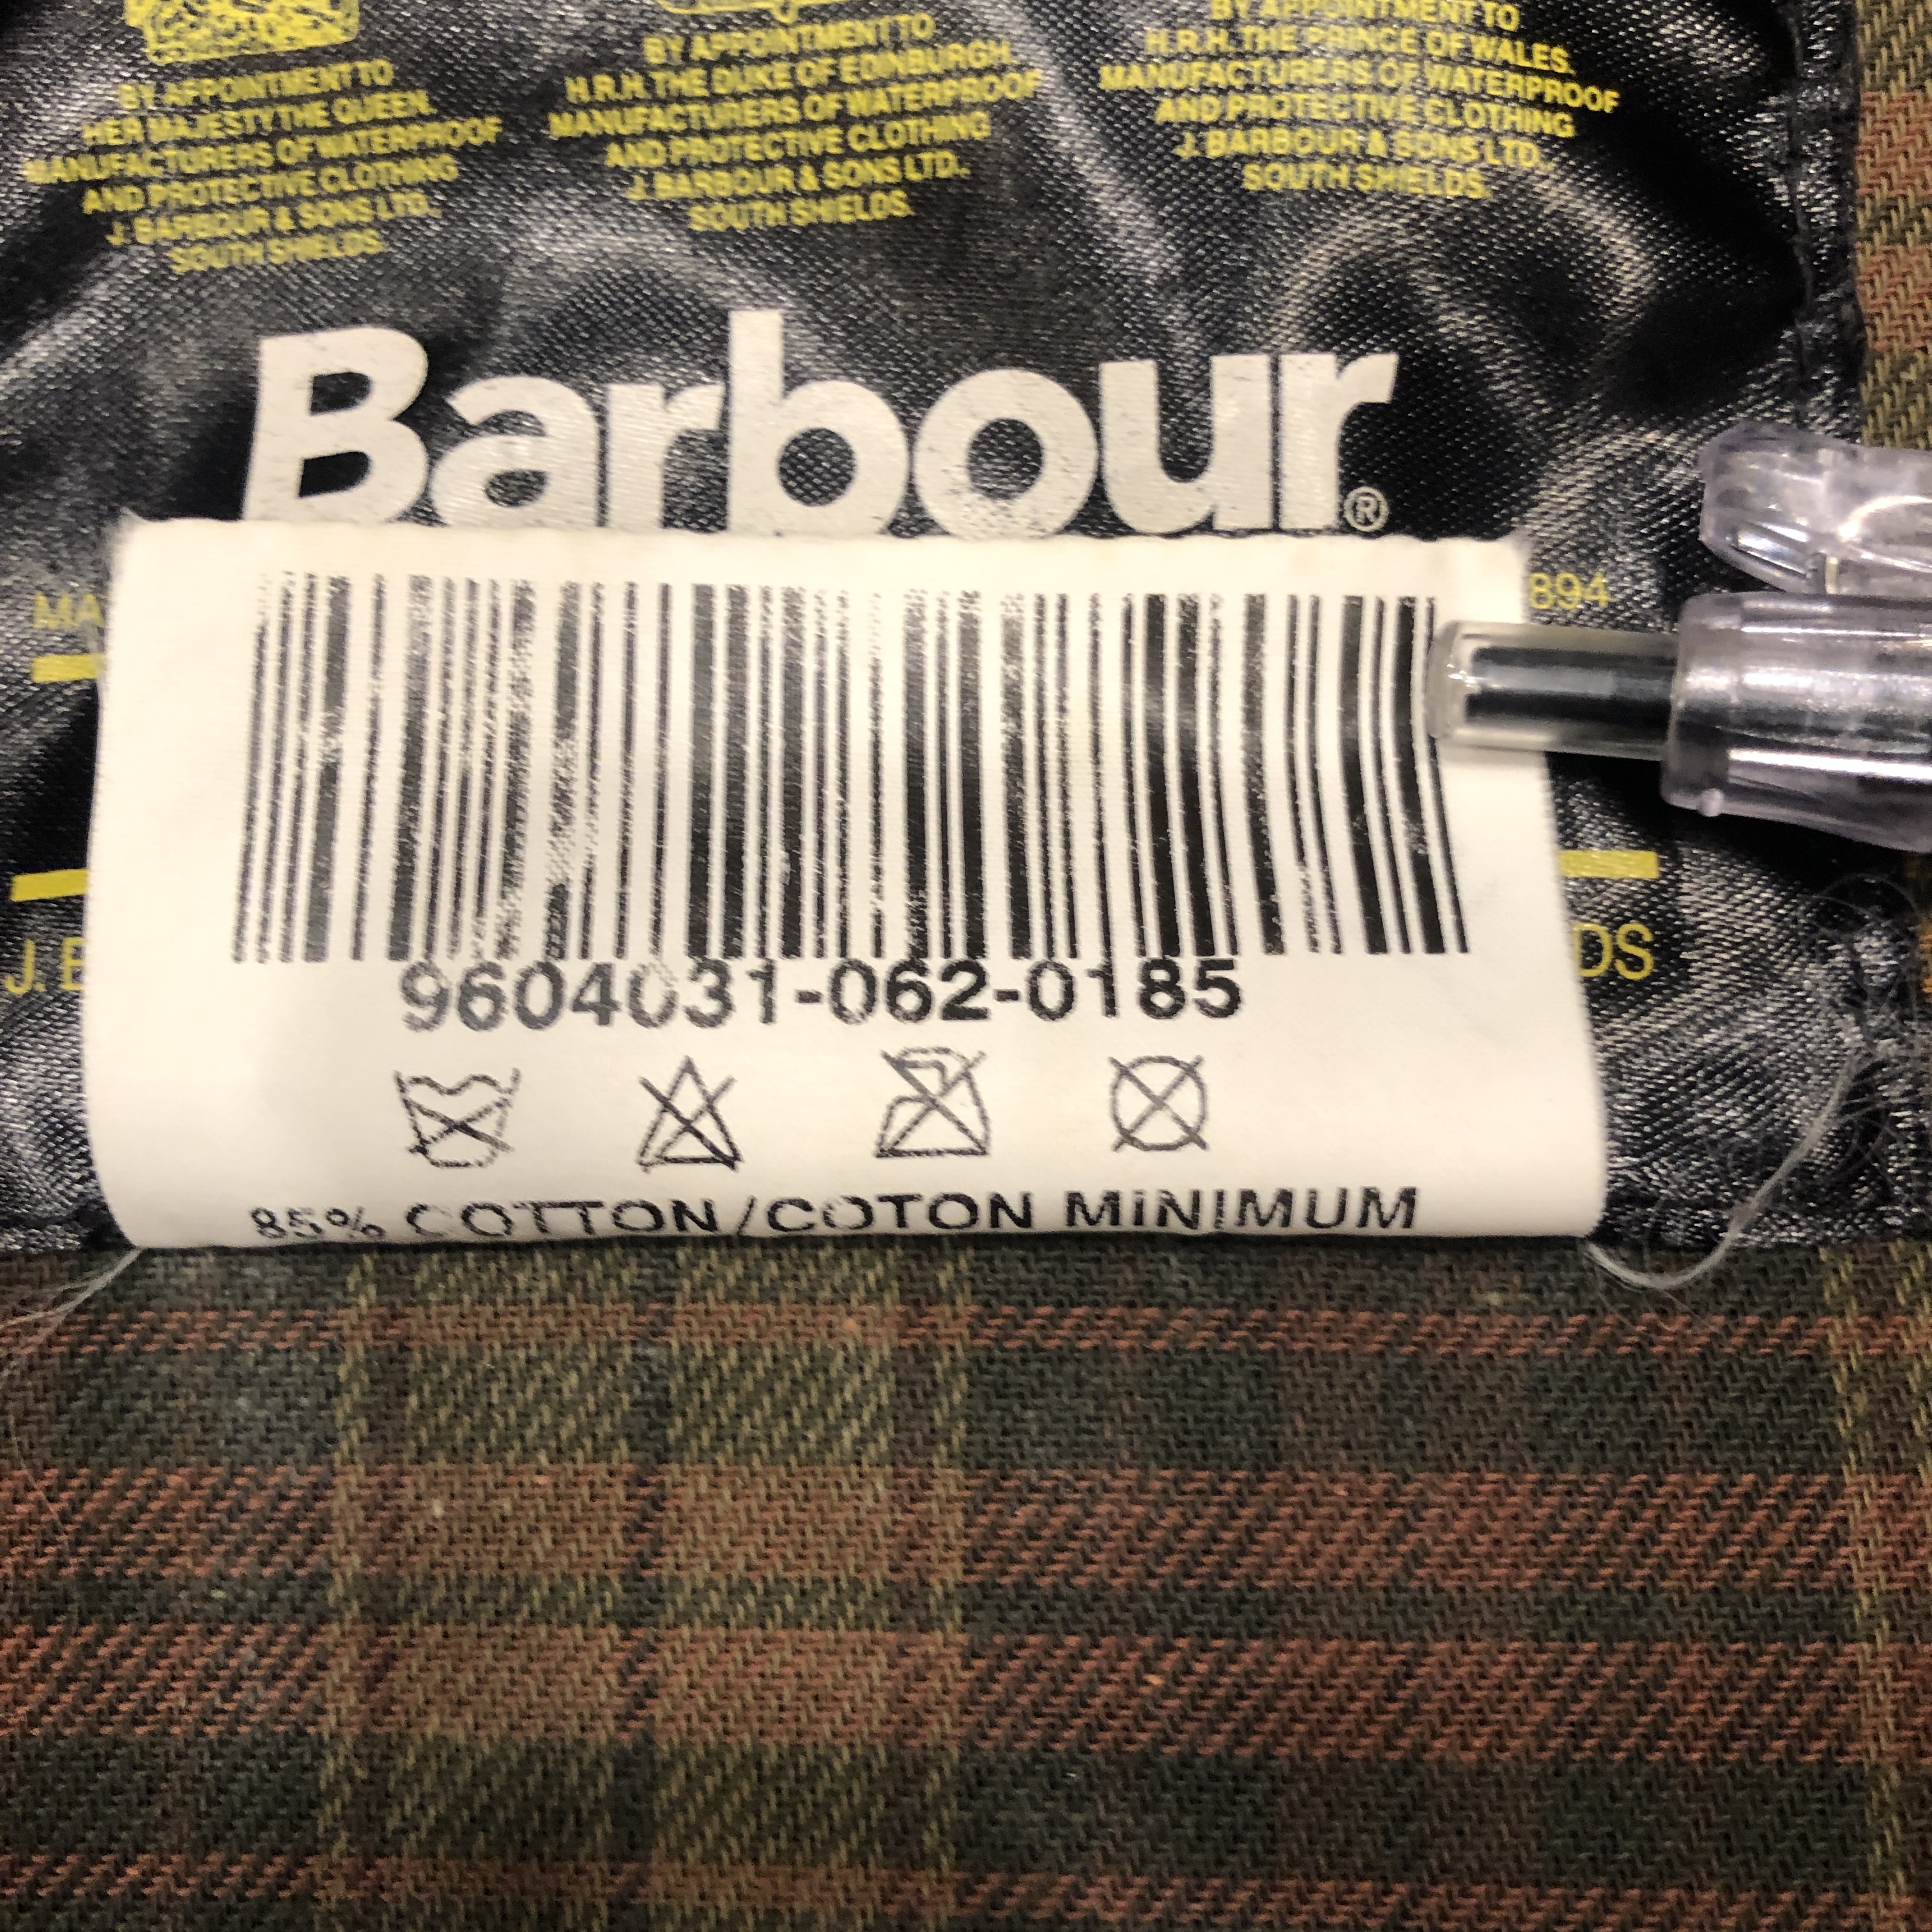 BY APPOINTMENT TO
HER MAJESTY THE QUEEN.
MANUFACTURERS OF WATERPROOF
AND PROTECTIVE CLOTHING
J. BARBOUR & SONS LTD.
SOUTH SHIELDS.
BY APPOINTMENT TO
H.R.H. THE DUKE OF EDINBURGH.
MANUFACTURERS OF WATERPROOF
AND PROTECTIVE CLOTHING
J. BARBOUR & SONS LTD.,
SOUTH SHIELDS.
BY APPOINTMENT TO
H.R.H. THE PRINCE OF WALES.
MANUFACTURERS OF WATERPROOF
AND PROTECTIVE CLOTHING
J. BARBOUR & SONS LTD.
SOUTH SHIELDS.
Barbour®
MA 894
J. B DS
9604031-062-0185
85% COTTON/COTON MINIMUM